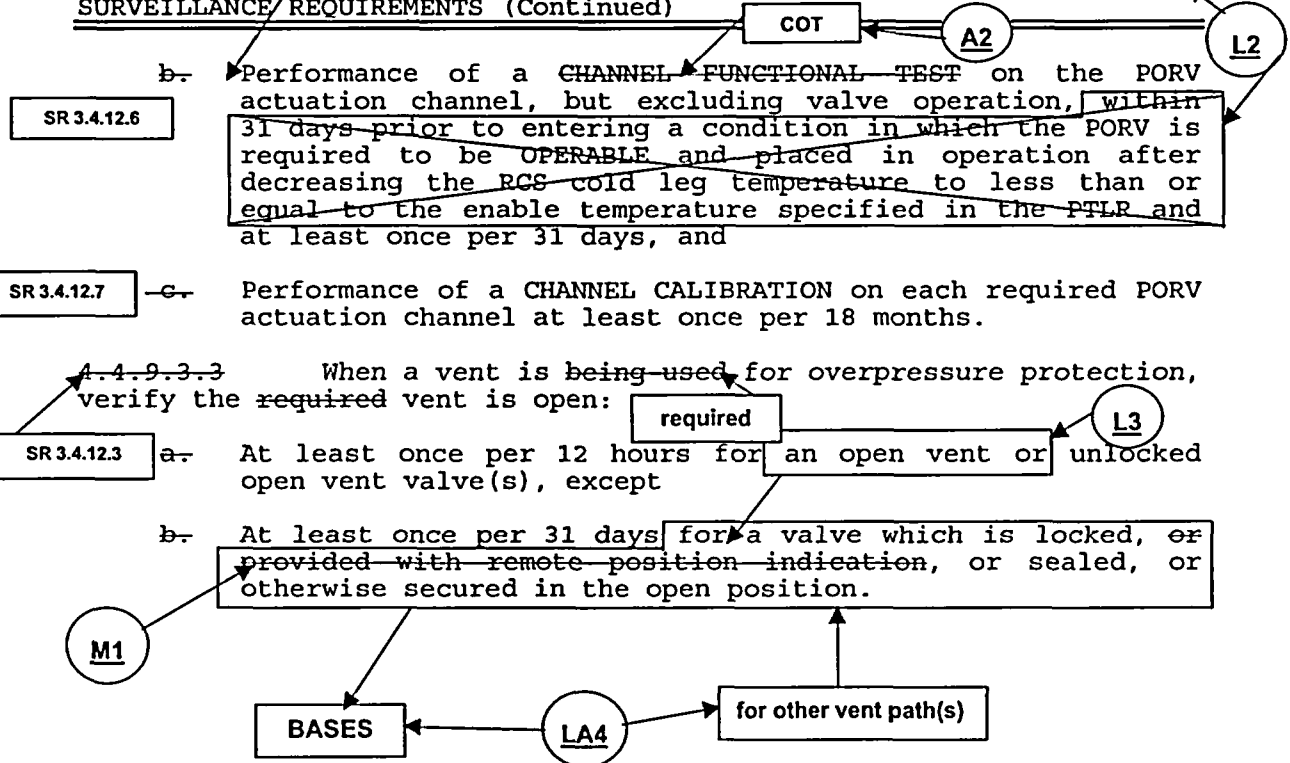 SURVEILLANCE REQUIREMENTS (Continued)
COT
A2
L2
b. Performance of a CHANNEL FUNCTIONAL TEST on the PORV
SR 3.4.12.6
actuation channel, but excluding valve operation, within
31 days prior to entering a condition in which the PORV is
required to be OPERABLE and placed in operation after
decreasing the RCS cold leg temperature to less than or
equal to the enable temperature specified in the PTLR and
at least once per 31 days, and
SR 3.4.12.7
c. Performance of a CHANNEL CALIBRATION on each required PORV
actuation channel at least once per 18 months.
4.4.9.3.3 When a vent is being used for overpressure protection,
verify the required vent is open:
required
L3
SR 3.4.12.3
a. At least once per 12 hours for an open vent or unlocked
open vent valve(s), except
b. At least once per 31 days for a valve which is locked, or
provided with remote position indication, or sealed, or
otherwise secured in the open position.
M1
BASES
LA4
for other vent path(s)